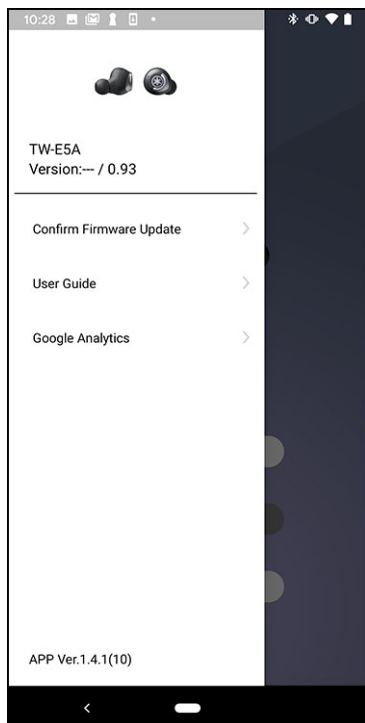 10:28
TW-E5A
Version:--- / 0.93
Confirm Firmware Update
User Guide
Google Analytics
APP Ver.1.4.1(10)